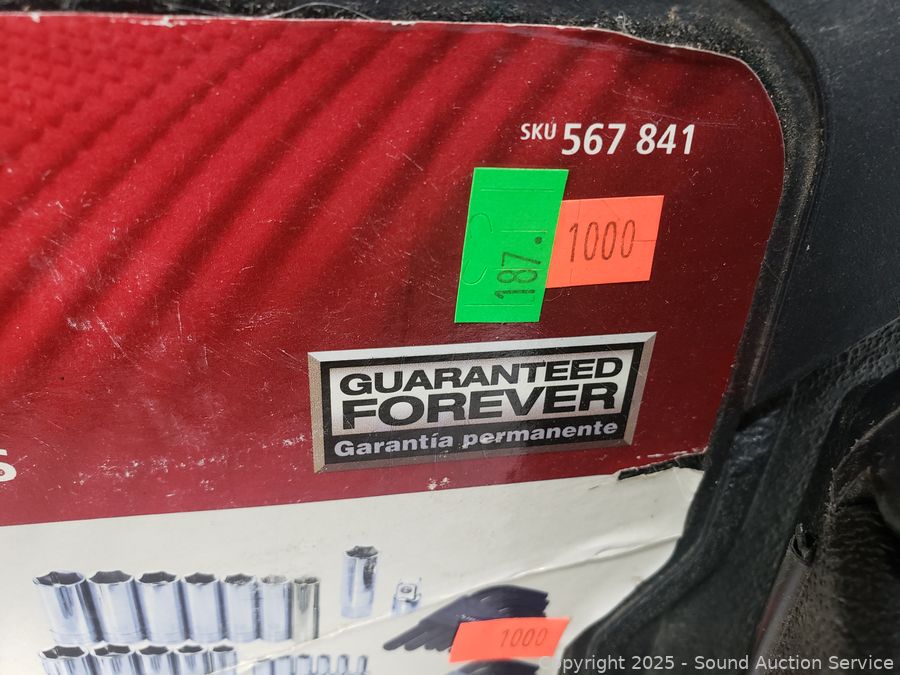 SKU 567 841
187.
1000
GUARANTEED
FOREVER
Garantía permanente
S
1000
Copyright 2025 - Sound Auction Service